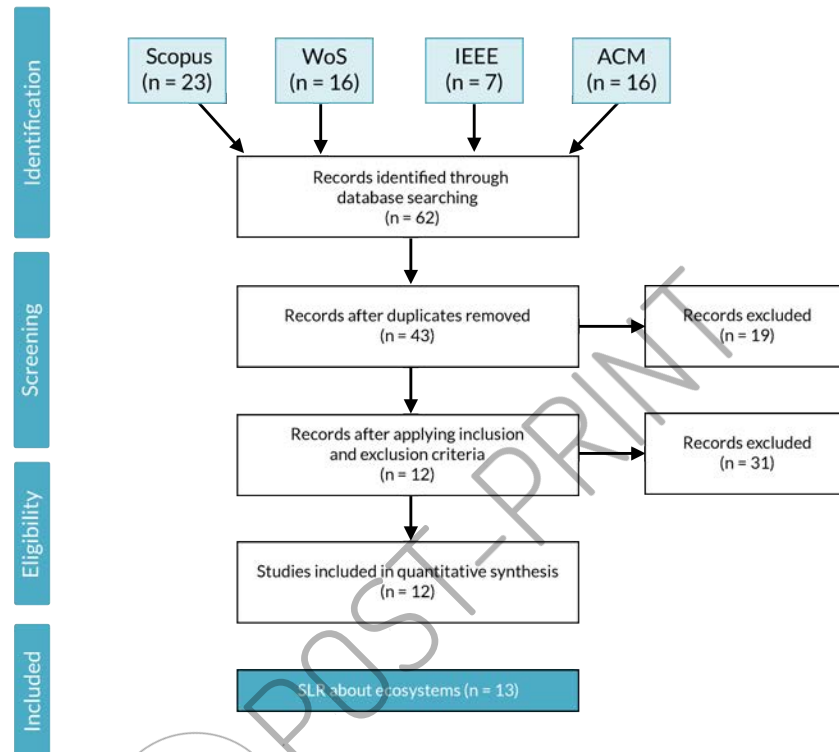 Identification
Scopus
(n = 23)
WoS
(n = 16)
IEEE
(n = 7)
ACM
(n = 16)
Records identified through
database searching
(n = 62)
Screening
Records after duplicates removed
(n = 43)
Records excluded
(n = 19)
Records after applying inclusion
and exclusion criteria
(n = 12)
Records excluded
(n = 31)
Eligibility
Studies included in quantitative synthesis
(n = 12)
Included
SLR about ecosystems (n = 13)
POST-PRINT